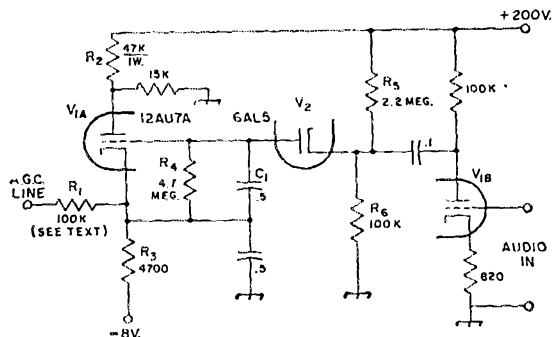 +200V.
R2
47K
1W.
15K
R5
2.2 MEG.
100K
V1A
12AU7A
6AL5
V2
.1
R4
4.7
MEG.
C1
.5
V1B
A.G.C.
LINE
R1
100K
(SEE TEXT)
R6
100K
R3
4700
.5
AUDIO
IN
820
-8V.